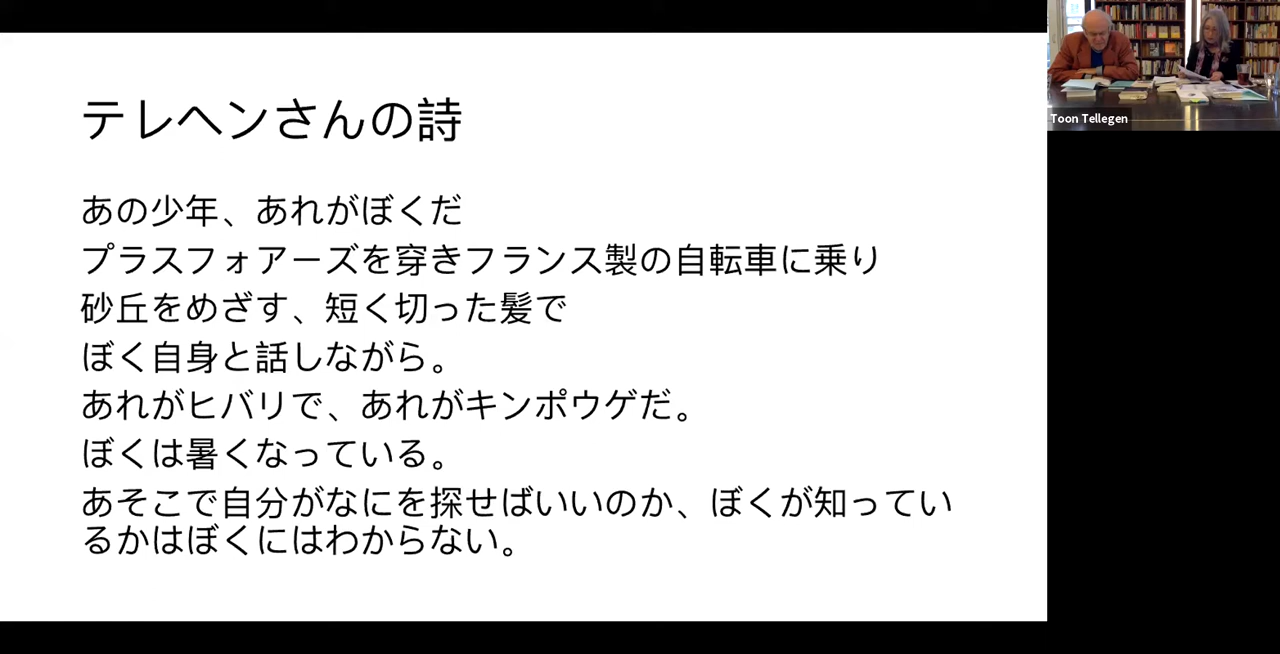 テレヘンさんの詩
あの少年、あれがぼくだ
プラスフォアーズを穿きフランス製の自転車に乗り
砂丘をめざす、短く切った髪で
ぼく自身と話しながら。
あれがヒバリで、あれがキンポウゲだ。
ぼくは暑くなっている。
あそこで自分がなにを探せばいいのか、ぼくが知ってい
るかはぼくにはわからない。
Toon Tellegen